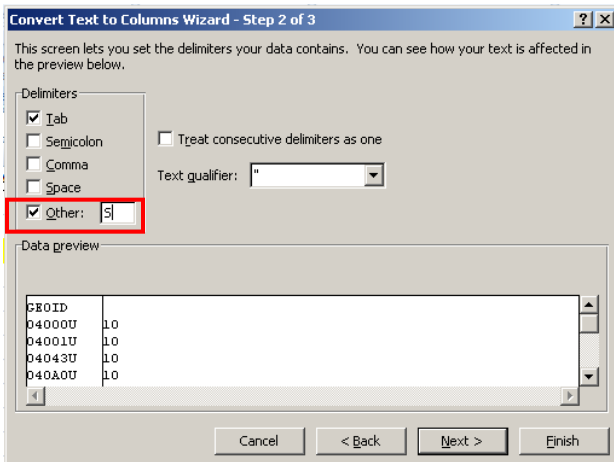 Convert Text to Columns Wizard - Step 2 of 3
This screen lets you set the delimiters your data contains. You can see how your text is affected in
the preview below.
Delimiters
Tab
Semicolon
Comma
Space
Other: S
Treat consecutive delimiters as one
Text qualifier: "
Data preview
GEOID
04000U 10
04001U 10
04043U 10
040A0U 10
Cancel < Back Next > Finish